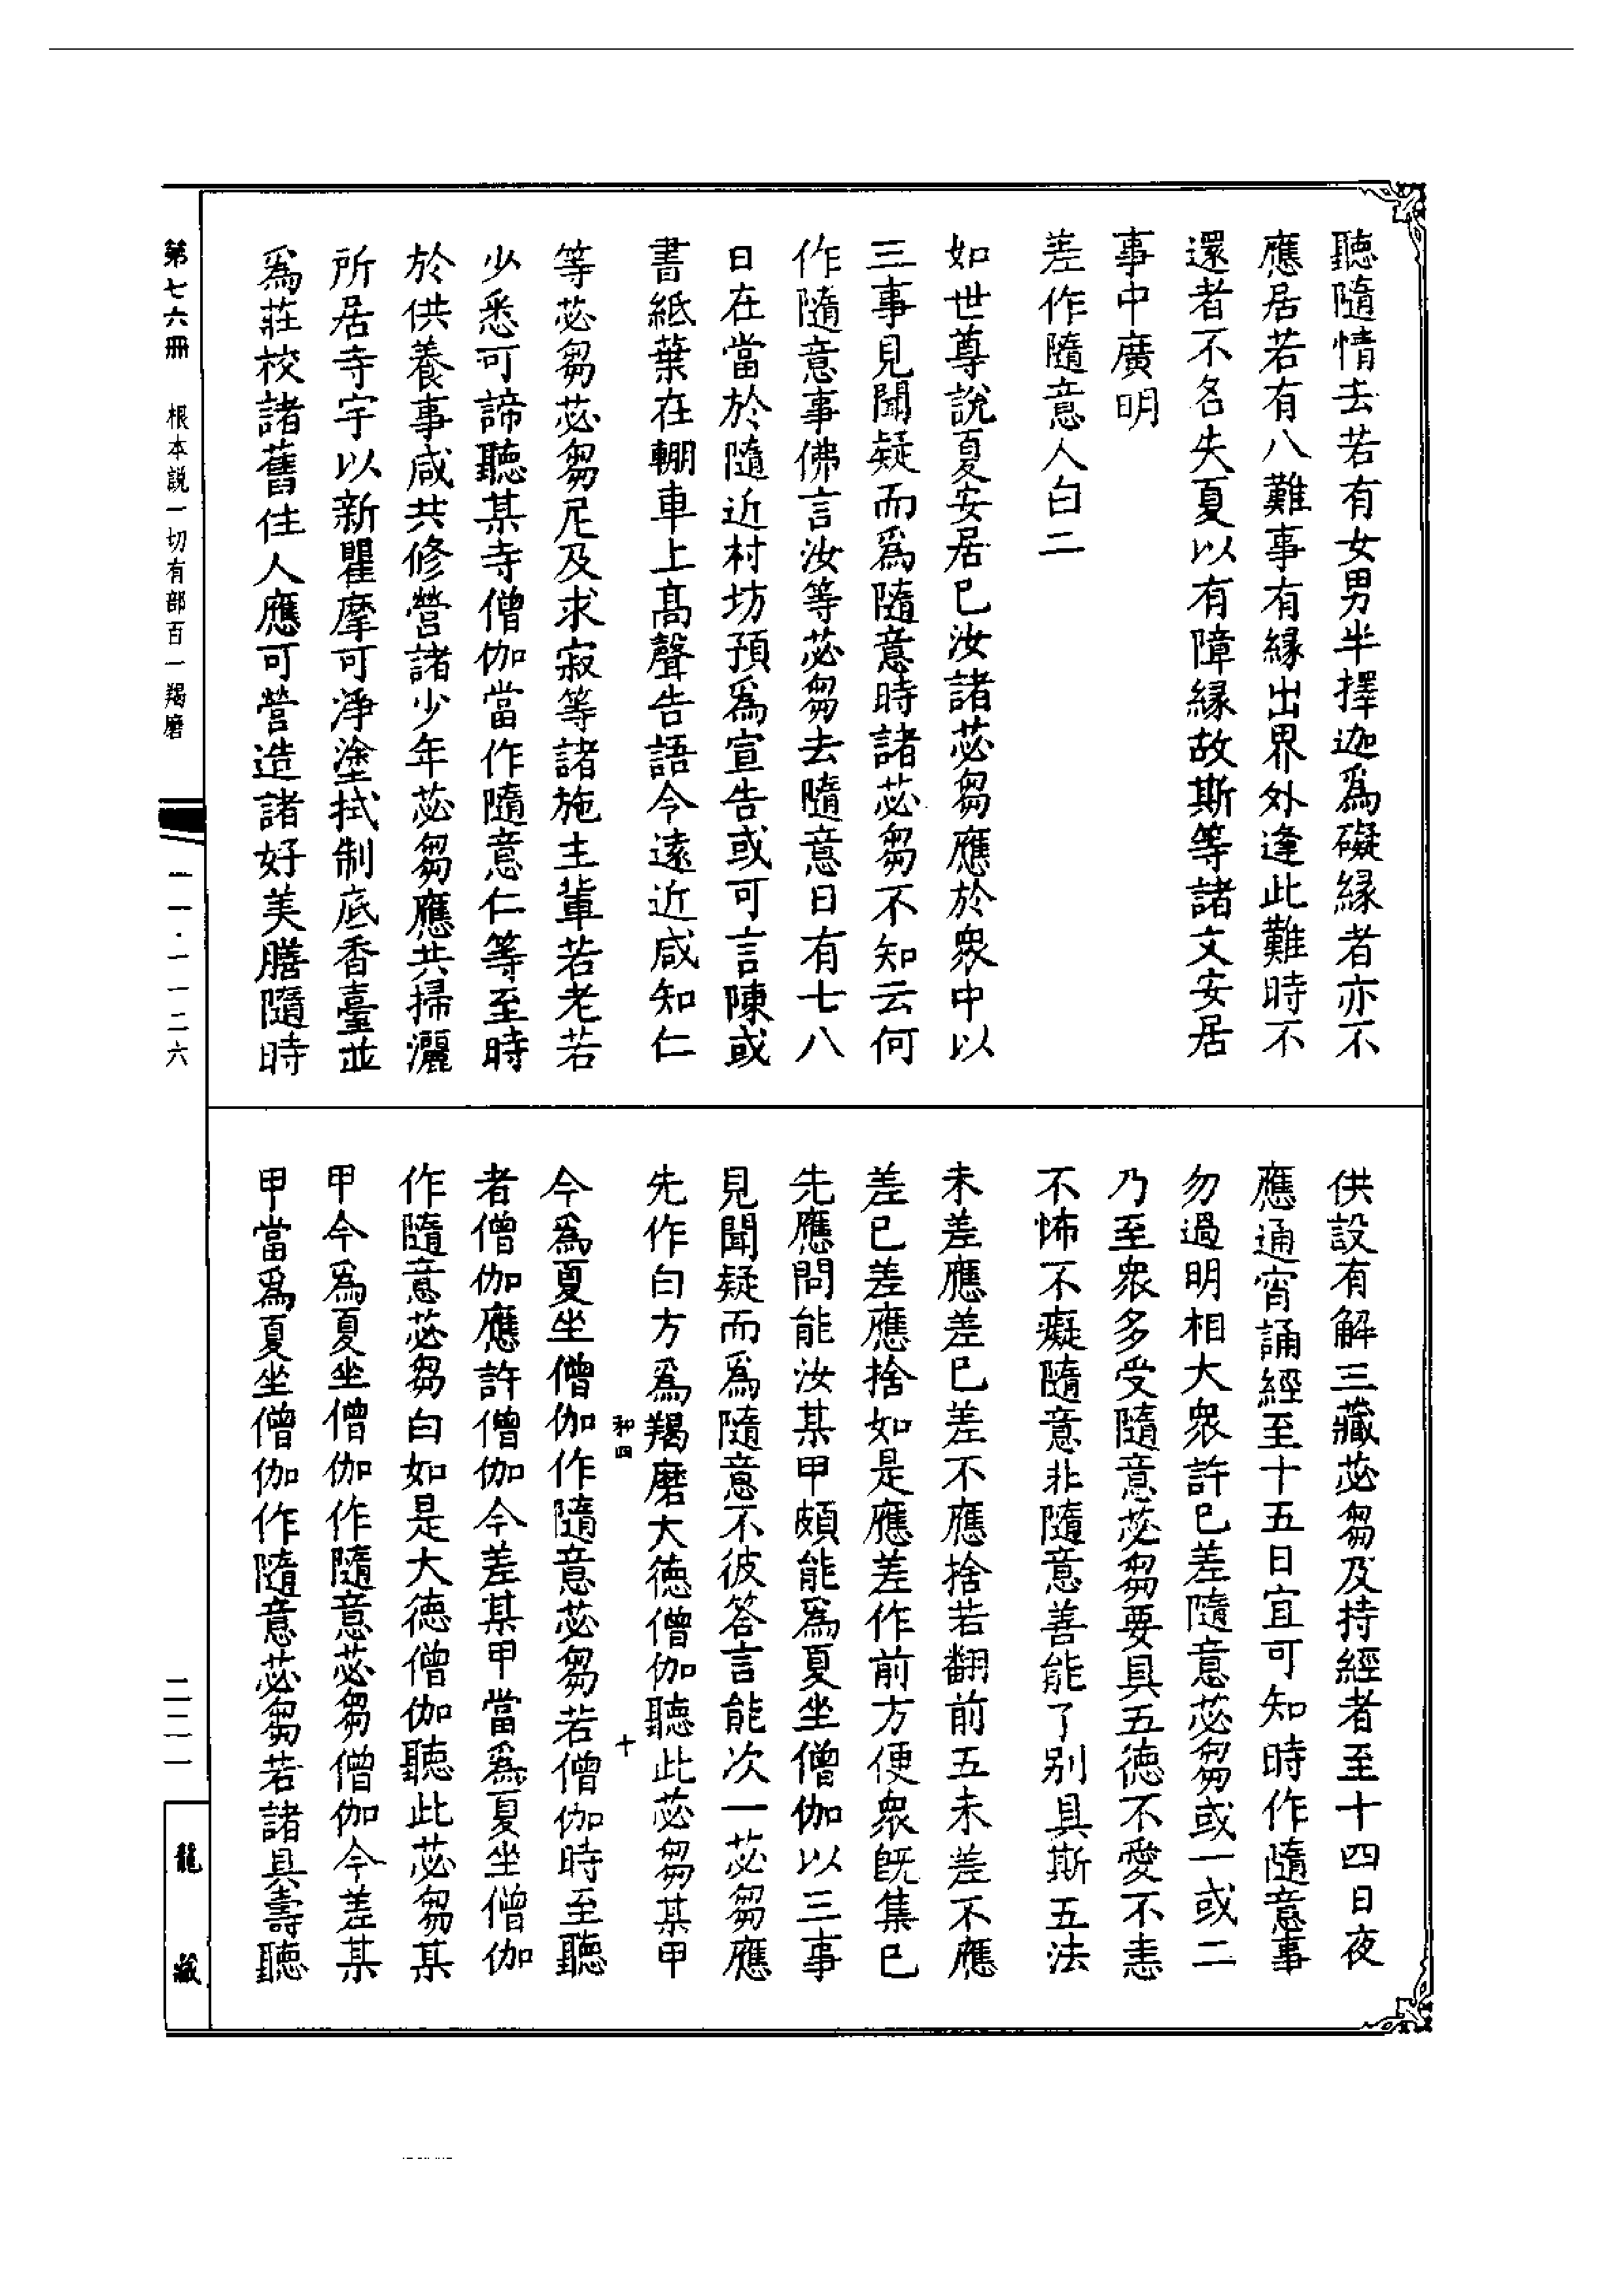 聽隨情去若有女男半擇迦爲礙縁者亦不
應居若有八難事有縁出界外逢此難時不
還者不名失夏以有障縁故斯等諸文安居
事中廣明
差作隨意人白二
如世尊說夏安居已汝諸苾芻應於衆中以
三事見聞疑而爲隨意時諸苾芻不知云何
作隨意事佛言汝等苾芻去隨意日有七八
日在當於隨近村坊預爲宣告或可言陳或
書紙葉在輣車上高聲告語令遠近咸知仁
等苾芻苾芻尼及求寂等諸施主輩若老若
少悉可諦聽某寺僧伽當作隨意仁等至時
於供養事咸共修營諸少年苾芻應共掃灑
所居寺宇以新瞿摩可淨塗拭制底香臺並
爲莊校諸舊住人應可營造諸好美膳隨時
供設有解三藏苾芻及持經者至十四日夜
應通宵誦經至十五日宜可知時作隨意事
勿過明相大衆許已差隨意苾芻或一或二
乃至衆多受隨意苾芻要具五德不愛不恚
不怖不癡隨意非隨意善能了别具斯五法
未差應差已差不應捨若翻前五未差不應
差已差應捨如是應差作前方便衆旣集已
先應問能汝某甲頗能爲夏坐僧伽以三事
見聞疑而爲隨意不彼答言能次一苾芻應
先作白方爲羯磨大德僧伽聽此苾芻某甲
和四 十
今爲夏坐僧伽作隨意苾芻若僧伽時至聽
者僧伽應許僧伽今差某甲當爲夏坐僧伽
作隨意苾芻白如是大德僧伽聽此苾芻某
甲今爲夏坐僧伽作隨意苾芻僧伽今差某
甲當爲夏坐僧伽作隨意苾芻若諸具壽聽
第七六冊 根本説一切有部百一羯磨
一一·一一二六
二二一
龍藏